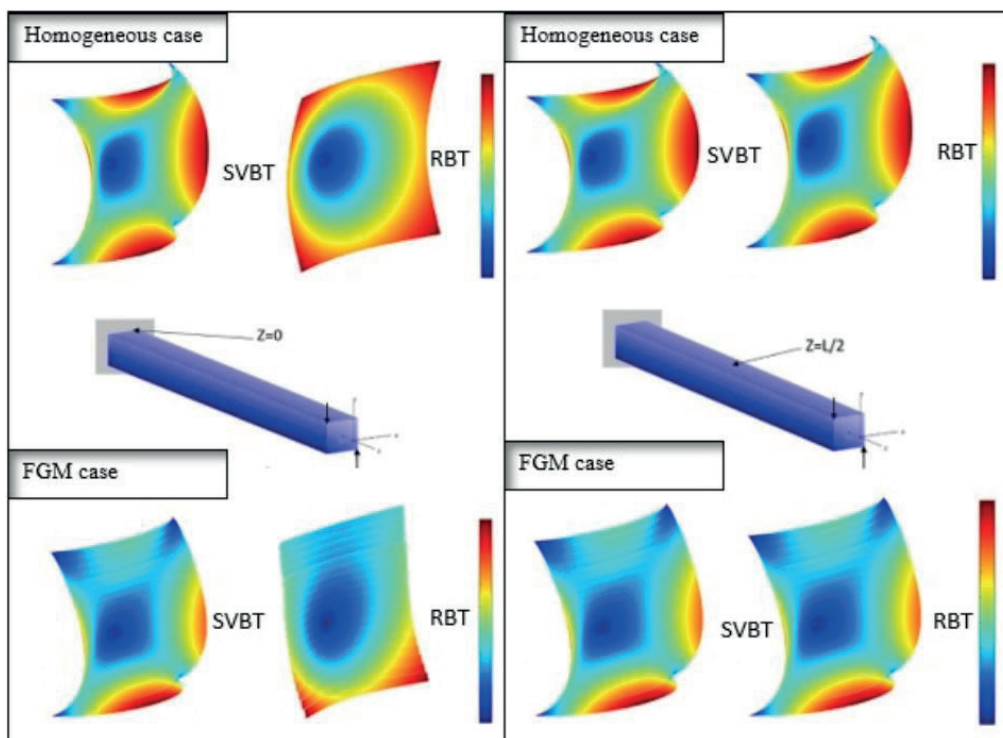 Homogeneous case
SVBT
RBT
Z=0
FGM case
SVBT
RBT
Homogeneous case
SVBT
RBT
Z=L/2
FGM case
SVBT
RBT